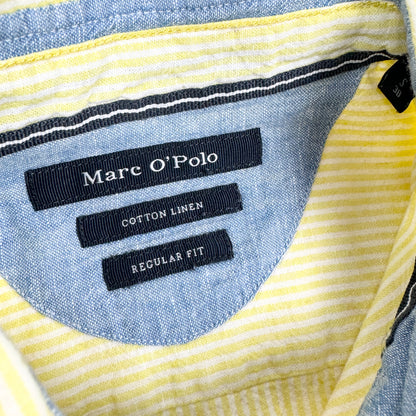 Marc O'Polo
COTTON LINEN
REGULAR FIT